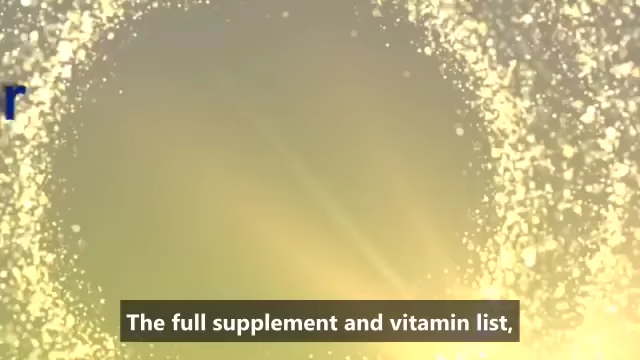 r
The full supplement and vitamin list,